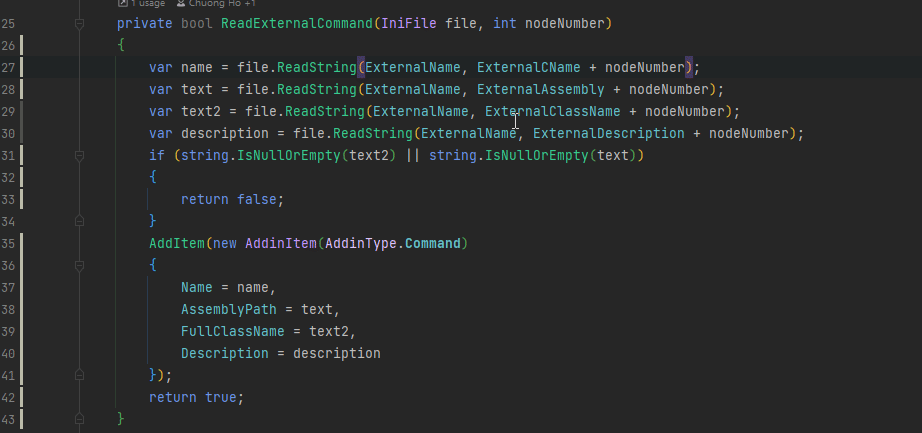 1 usage Chuong Ho +1
25 private bool ReadExternalCommand(IniFile file, int nodeNumber)
26 {
27 var name = file.ReadString(ExternalName, ExternalCName + nodeNumber);
28 var text = file.ReadString(ExternalName, ExternalAssembly + nodeNumber);
29 var text2 = file.ReadString(ExternalName, ExternalClassName + nodeNumber);
30 var description = file.ReadString(ExternalName, ExternalDescription + nodeNumber);
31 if (string.IsNullOrEmpty(text2) || string.IsNullOrEmpty(text))
32 {
33 return false;
34 }
35 AddItem(new AddinItem(AddinType.Command)
36 {
37 Name = name,
38 AssemblyPath = text,
39 FullClassName = text2,
40 Description = description
41 });
42 return true;
43 }